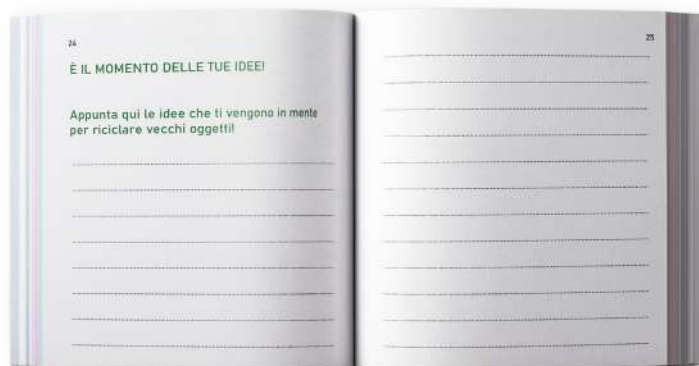 24
È IL MOMENTO DELLE TUE IDEE!
Appunta qui le idee che ti vengono in mente
per riciclare vecchi oggetti!
25